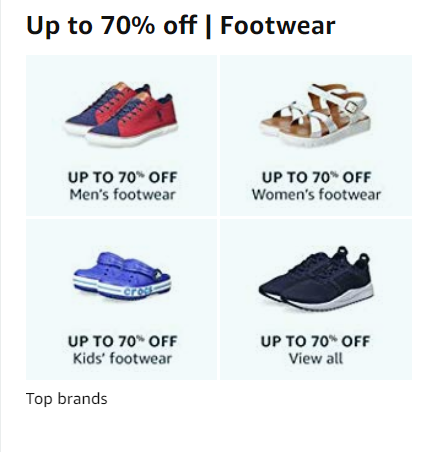 Up to 70% off | Footwear
UP TO 70% OFF
Men's footwear
UP TO 70% OFF
Women's footwear
crocs
UP TO 70% OFF
Kids' footwear
UP TO 70% OFF
View all
Top brands